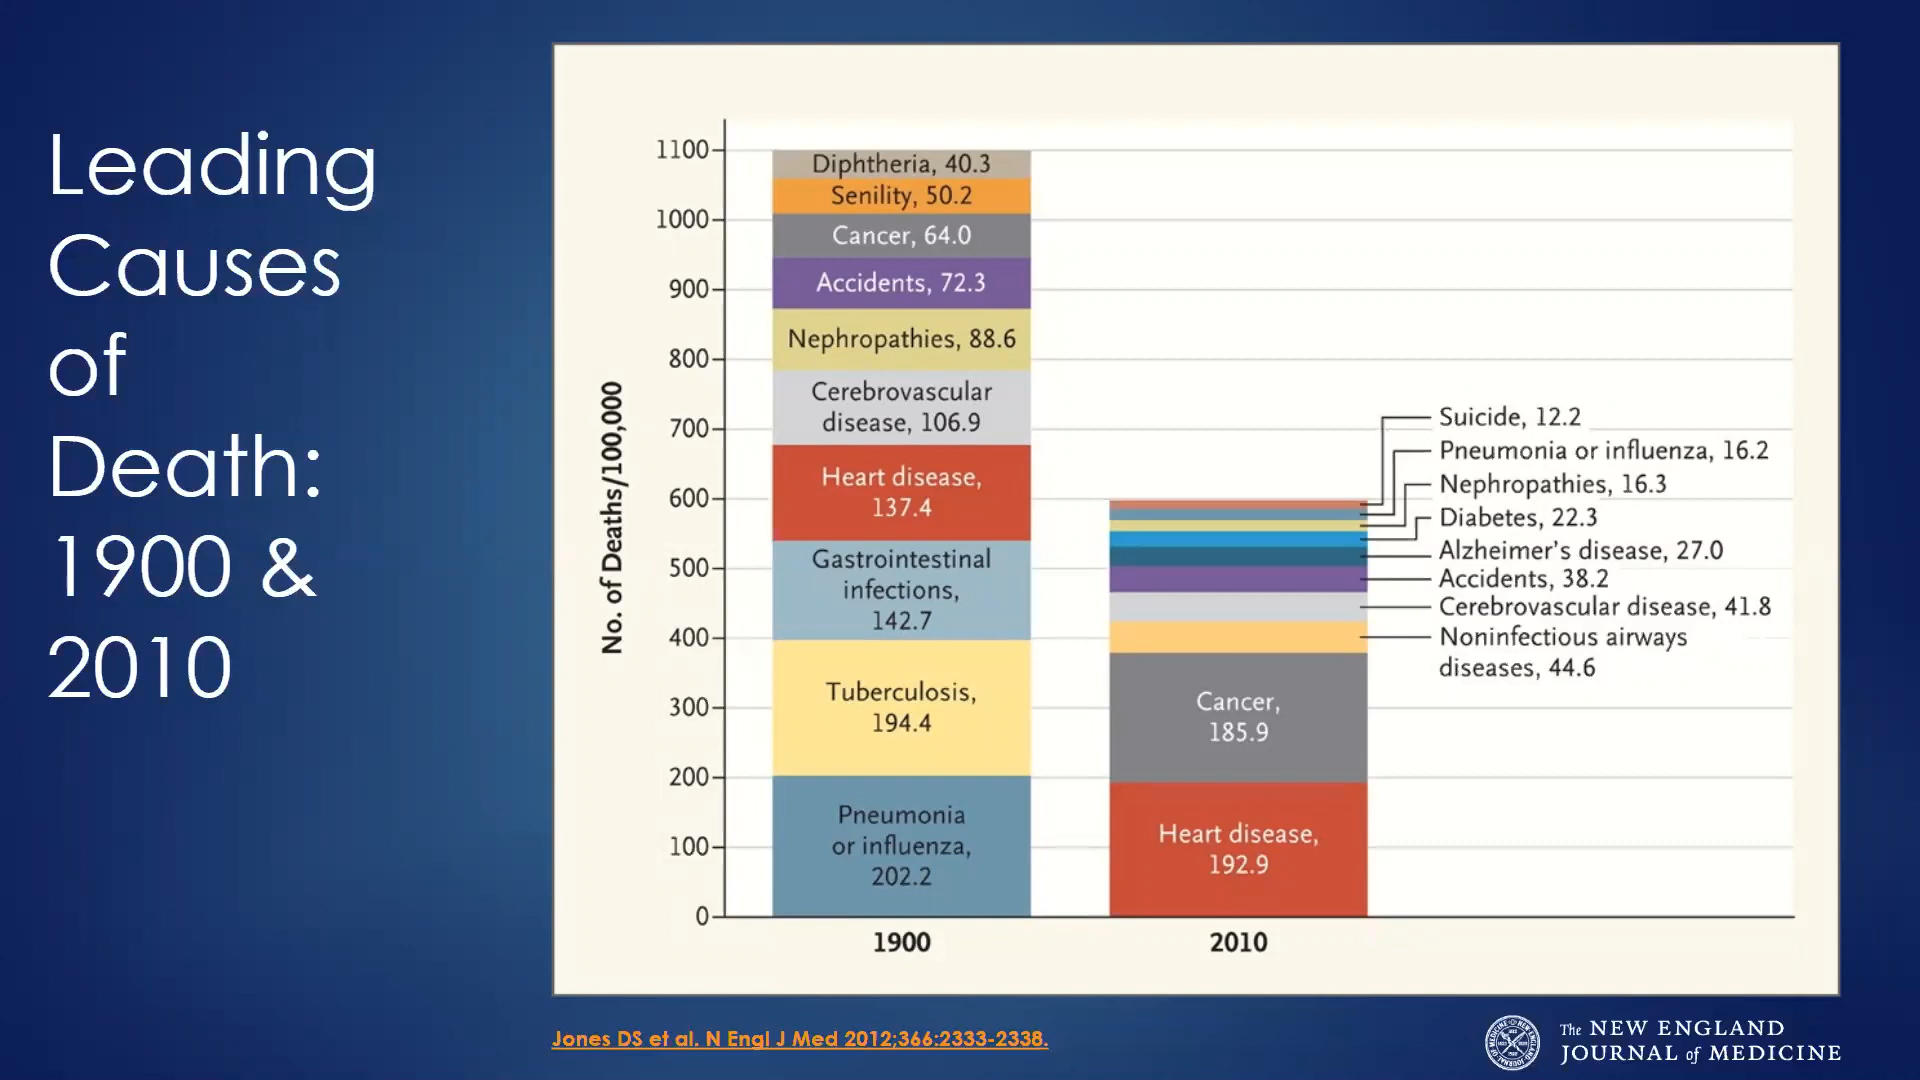 Leading
Causes
of
Death:
1900 &
2010
No. of Deaths/100,000
1100
1000
900
800
700
600
500
400
300
200
100
0
Diphtheria, 40.3
Senility, 50.2
Cancer, 64.0
Accidents, 72.3
Nephropathies, 88.6
Cerebrovascular
disease, 106.9
Heart disease,
137.4
Gastrointestinal
infections,
142.7
Tuberculosis,
194.4
Pneumonia
or influenza,
202.2
1900
Suicide, 12.2
Pneumonia or influenza, 16.2
Nephropathies, 16.3
Diabetes, 22.3
Alzheimer's disease, 27.0
Accidents, 38.2
Cerebrovascular disease, 41.8
Noninfectious airways
diseases, 44.6
Cancer,
185.9
Heart disease,
192.9
2010
Jones DS et al. N Engl J Med 2012;366:2333-2338.
The NEW ENGLAND
JOURNAL of MEDICINE